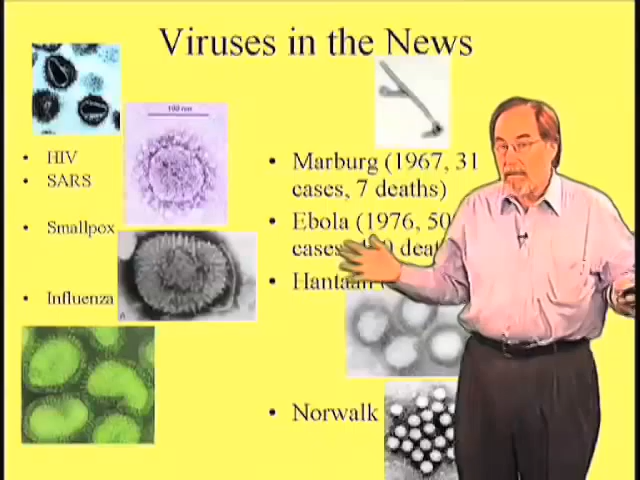 Viruses in the News
100 nm
• HIV
• SARS
• Smallpox
• Influenza
• Marburg (1967, 31
cases, 7 deaths)
• Ebola (1976, 50
cases,
• Hantaan
• Norwalk